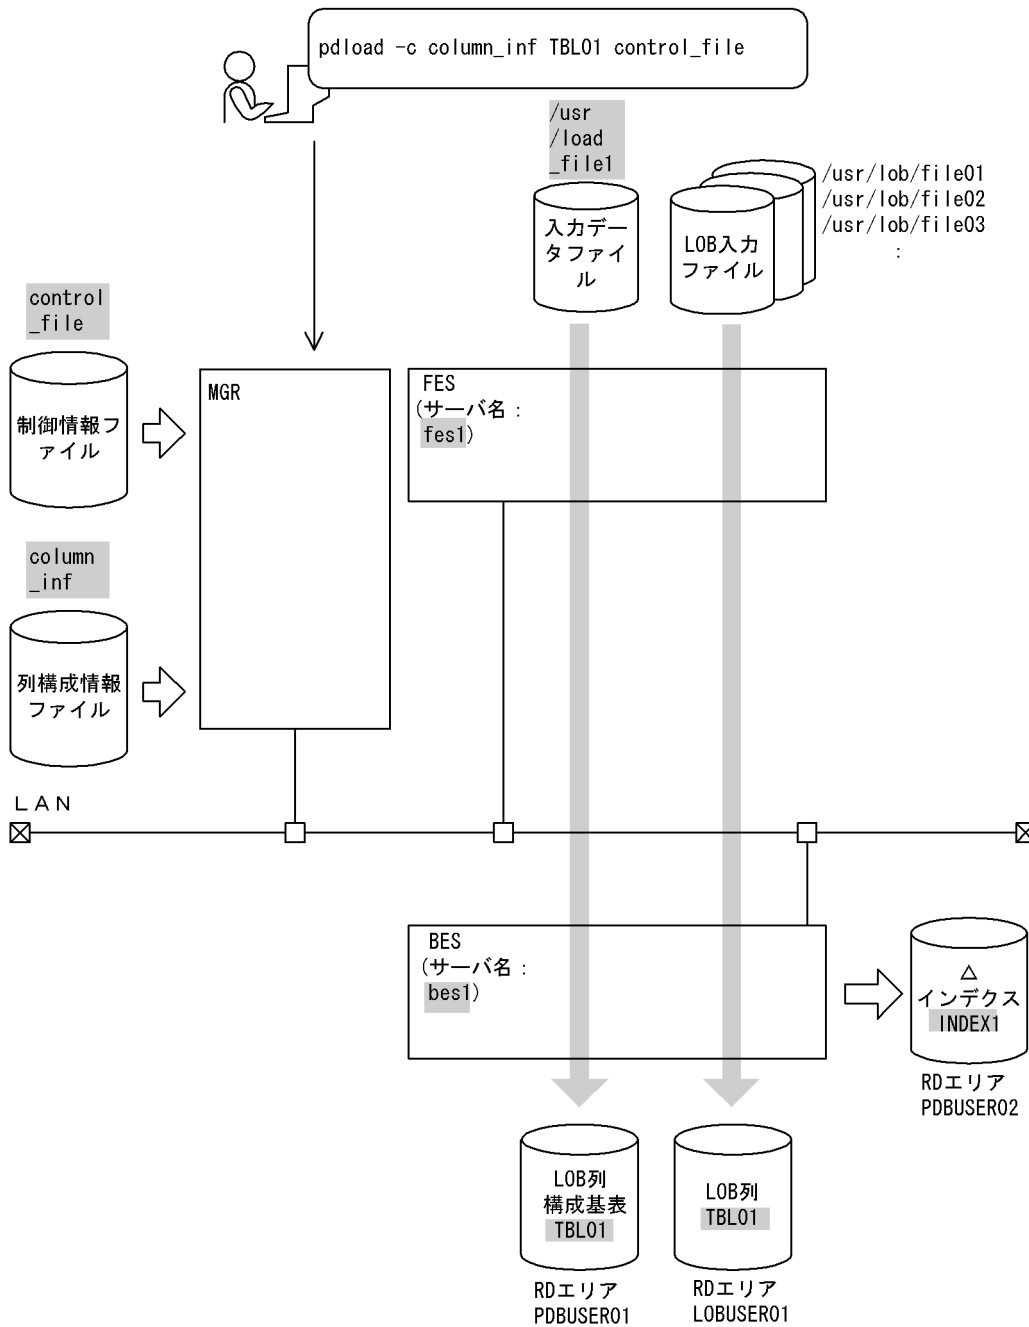 pdload -c column_inf TBL01 control_file
/usr
/load
_file1
入力デー
タファイ
ル
LOB入力
ファイル
/usr/lob/file01
/usr/lob/file02
/usr/lob/file03
:
control
_file
制御情報フ
ァイル
MGR
FES
(サーバ名：
fes1)
column
_inf
列構成情報
ファイル
ＬＡＮ
BES
(サーバ名：
bes1)
△
インデクス
INDEX1
RDエリア
PDBUSER02
LOB列
構成基表
TBL01
RDエリア
PDBUSER01
LOB列
TBL01
RDエリア
LOBUSER01